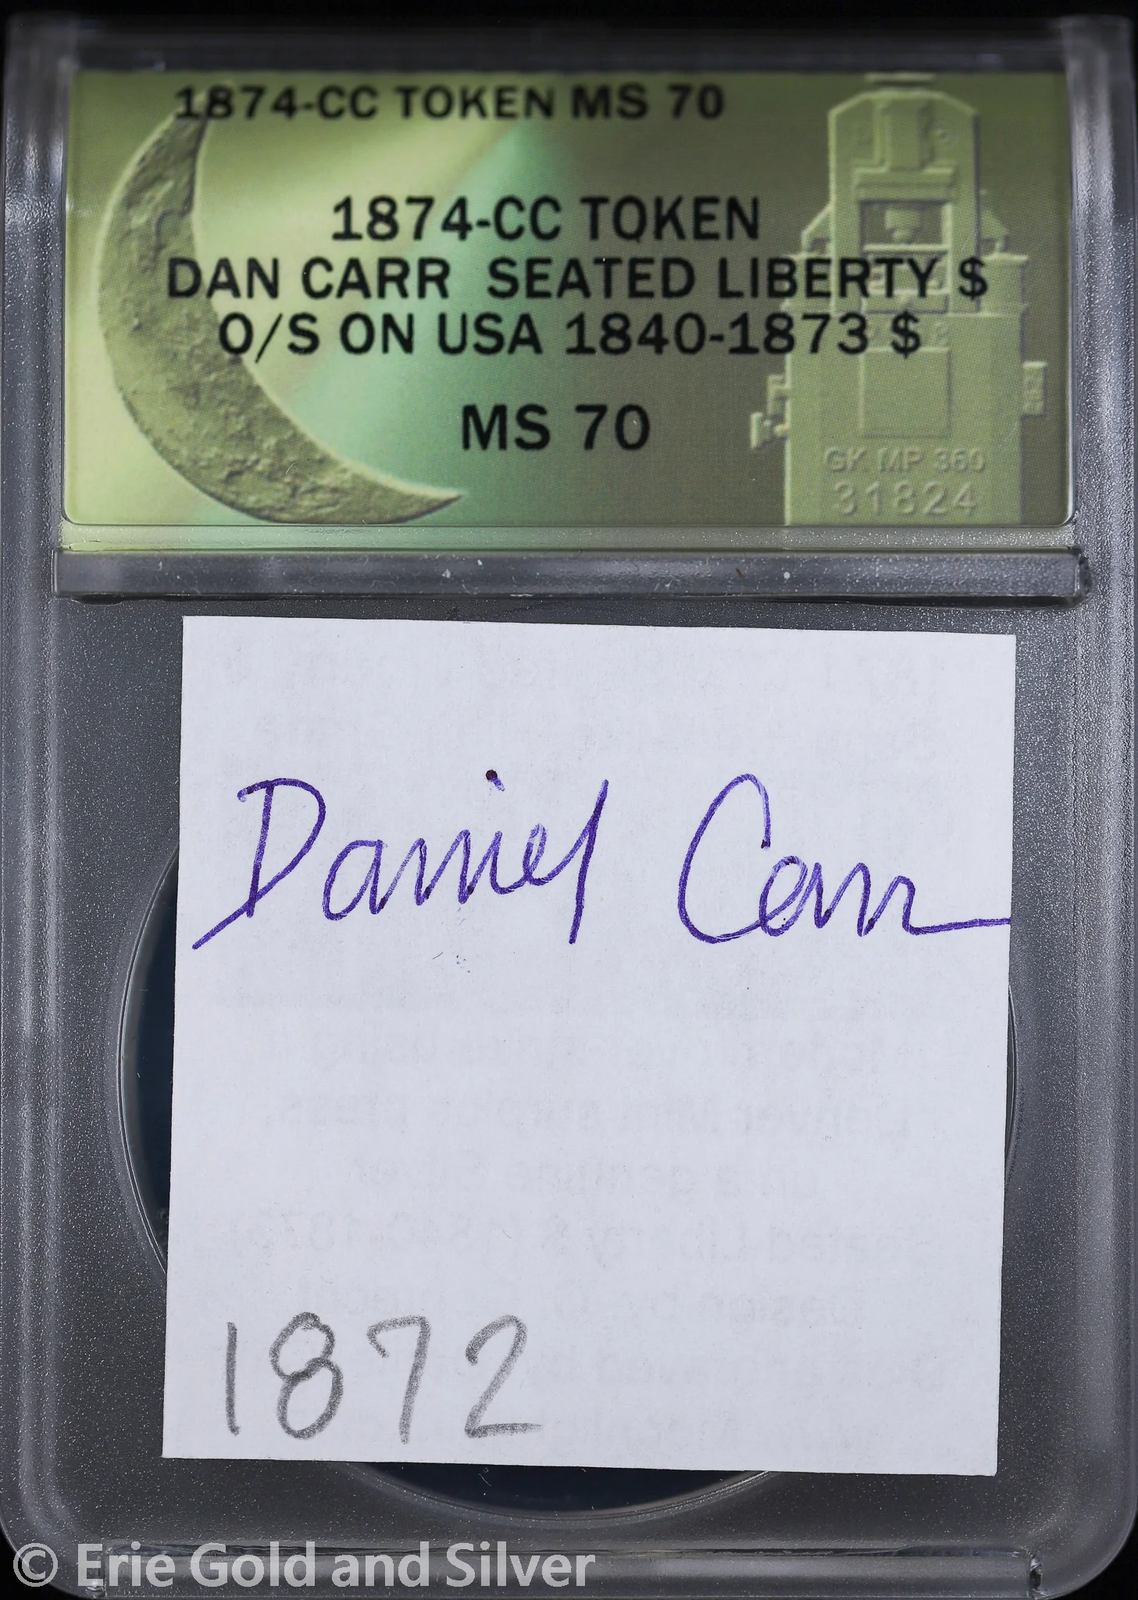 1874-CC TOKEN MS 70
1874-CC TOKEN
DAN CARR SEATED LIBERTY $
O/S ON USA 1840-1873 $
MS 70
GK MP 360
31824
Daniel Carr
1872
© Erie Gold and Silver